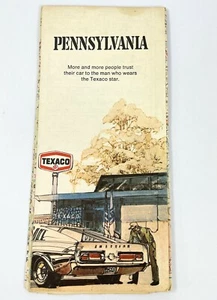 PENNSYLVANIA
More and more people trust
their car to the man who wears
the Texaco star.
TEXACO